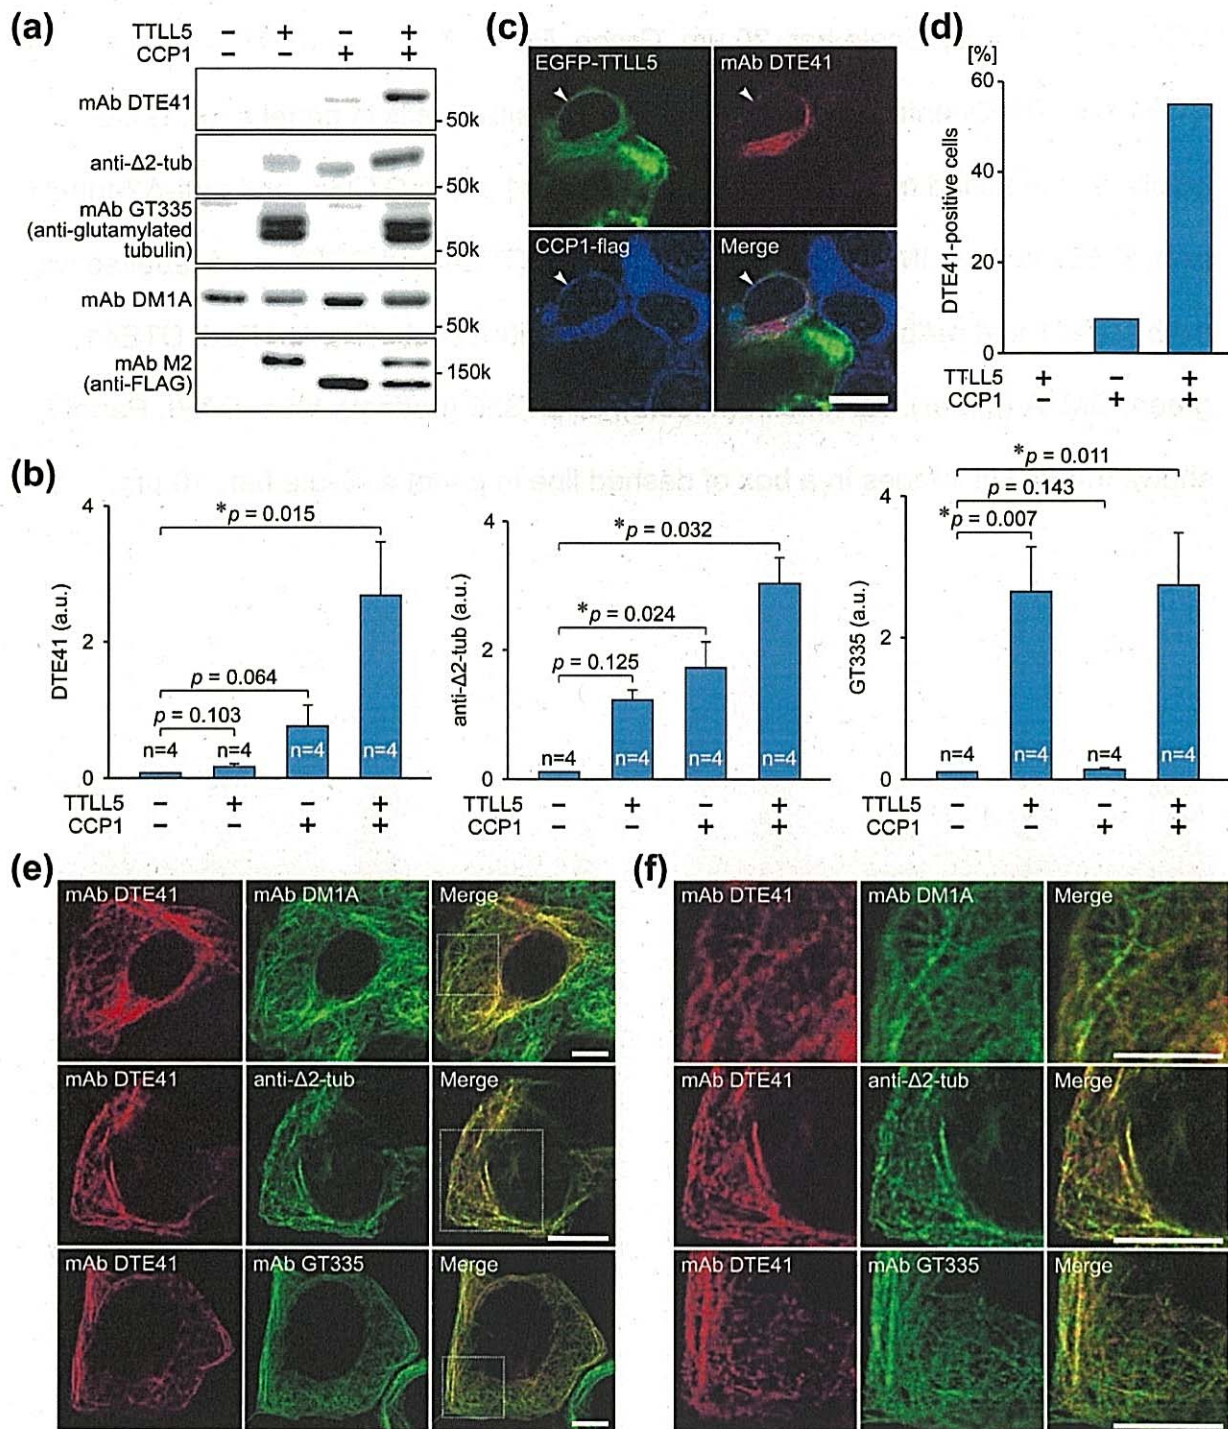 (a)
TTLL5 – + – +
CCP1 – – + +
mAb DTE41
50k
anti-Δ2-tub
50k
mAb GT335
(anti-glutamylated
tubulin)
50k
mAb DM1A
50k
mAb M2
(anti-FLAG)
150k
(c)
EGFP-TTLL5
mAb DTE41
CCP1-flag
Merge
(d)
[%]
60
40
20
0
DTE41-positive cells
TTLL5 + – +
CCP1 – + +
(b)
4
2
0
DTE41 (a.u.)
*p = 0.015
p = 0.064
p = 0.103
n=4 n=4 n=4 n=4
TTLL5 – + – +
CCP1 – – + +
4
2
0
anti-Δ2-tub (a.u.)
*p = 0.032
*p = 0.024
p = 0.125
n=4 n=4 n=4 n=4
TTLL5 – + – +
CCP1 – – + +
4
2
0
GT335 (a.u.)
*p = 0.011
p = 0.143
*p = 0.007
n=4 n=4 n=4 n=4
TTLL5 – + – +
CCP1 – – + +
(e)
mAb DTE41 mAb DM1A Merge
mAb DTE41 anti-Δ2-tub Merge
mAb DTE41 mAb GT335 Merge
(f)
mAb DTE41 mAb DM1A Merge
mAb DTE41 anti-Δ2-tub Merge
mAb DTE41 mAb GT335 Merge